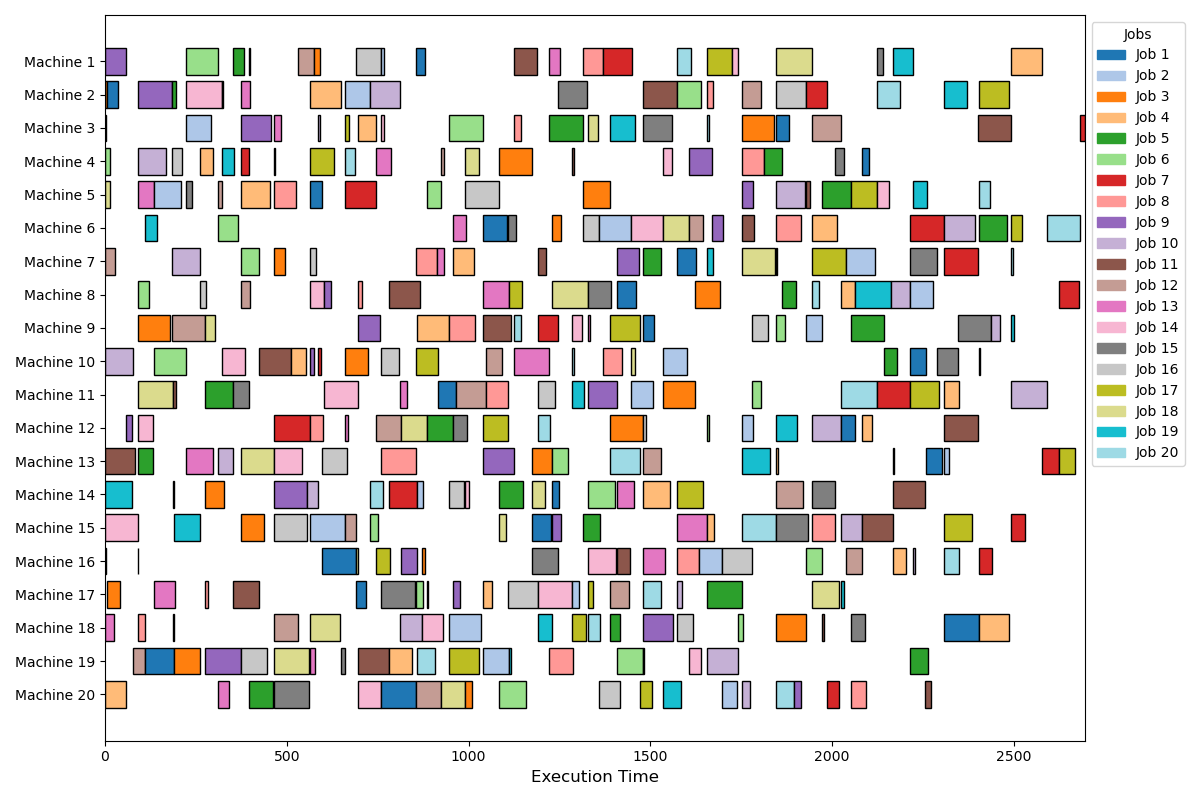 Machine 1
Machine 2
Machine 3
Machine 4
Machine 5
Machine 6
Machine 7
Machine 8
Machine 9
Machine 10
Machine 11
Machine 12
Machine 13
Machine 14
Machine 15
Machine 16
Machine 17
Machine 18
Machine 19
Machine 20
0
500
1000
1500
2000
2500
Execution Time
Jobs
Job 1
Job 2
Job 3
Job 4
Job 5
Job 6
Job 7
Job 8
Job 9
Job 10
Job 11
Job 12
Job 13
Job 14
Job 15
Job 16
Job 17
Job 18
Job 19
Job 20